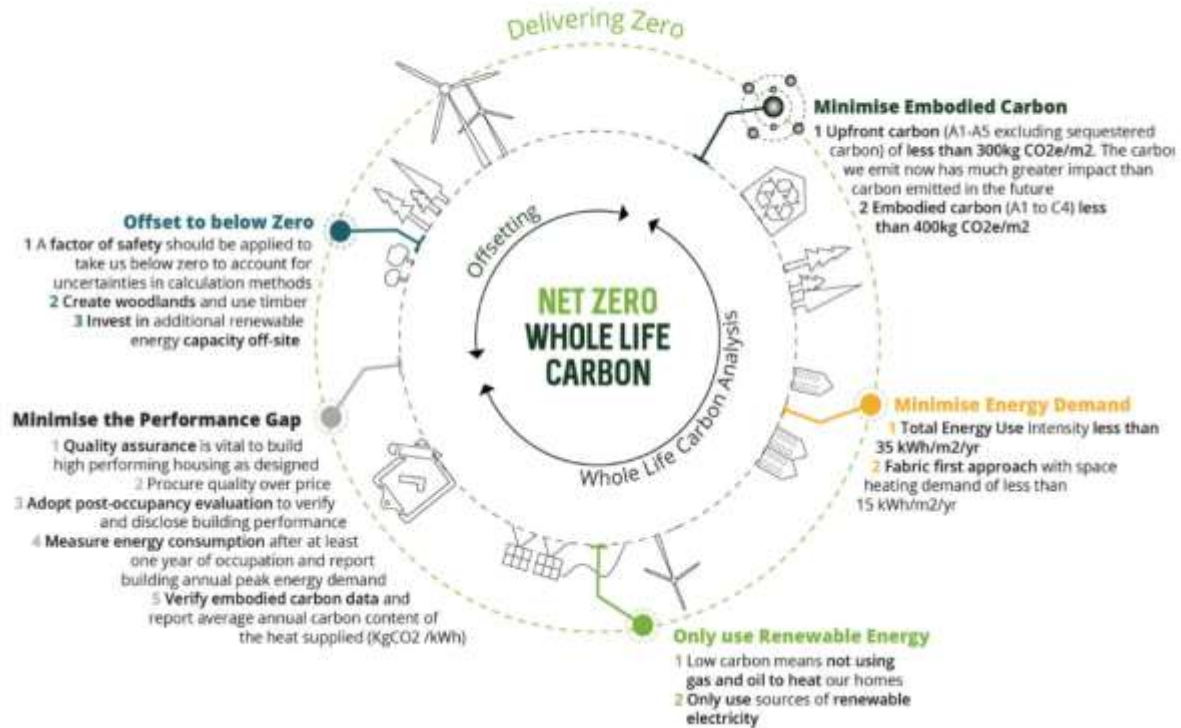 Delivering Zero
Minimise Embodied Carbon
1 Upfront carbon (A1-A5 excluding sequestered
carbon) of less than 300kg CO2e/m2. The carbo
we emit now has much greater impact than
carbon emitted in the future
2 Embodied carbon (A1 to C4) less
than 400kg CO2e/m2
Offset to below Zero
1 A factor of safety should be applied to
take us below zero to account for
uncertainties in calculation methods
2 Create woodlands and use timber
3 Invest in additional renewable
energy capacity off-site
Offsetting
NET ZERO
WHOLE LIFE
CARBON
Whole Life Carbon Analysis
Minimise Energy Demand
1 Total Energy Use Intensity less than
35 kWh/m2/yr
2 Fabric first approach with space
heating demand of less than
15 kWh/m2/yr
Minimise the Performance Gap
1 Quality assurance is vital to build
high performing housing as designed
2 Procure quality over price
3 Adopt post-occupancy evaluation to verify
and disclose building performance
4 Measure energy consumption after at least
one year of occupation and report
building annual peak energy demand
5 Verify embodied carbon data and
report average annual carbon content of
the heat supplied (KgCO2 /kWh)
Only use Renewable Energy
1 Low carbon means not using
gas and oil to heat our homes
2 Only use sources of renewable
electricity